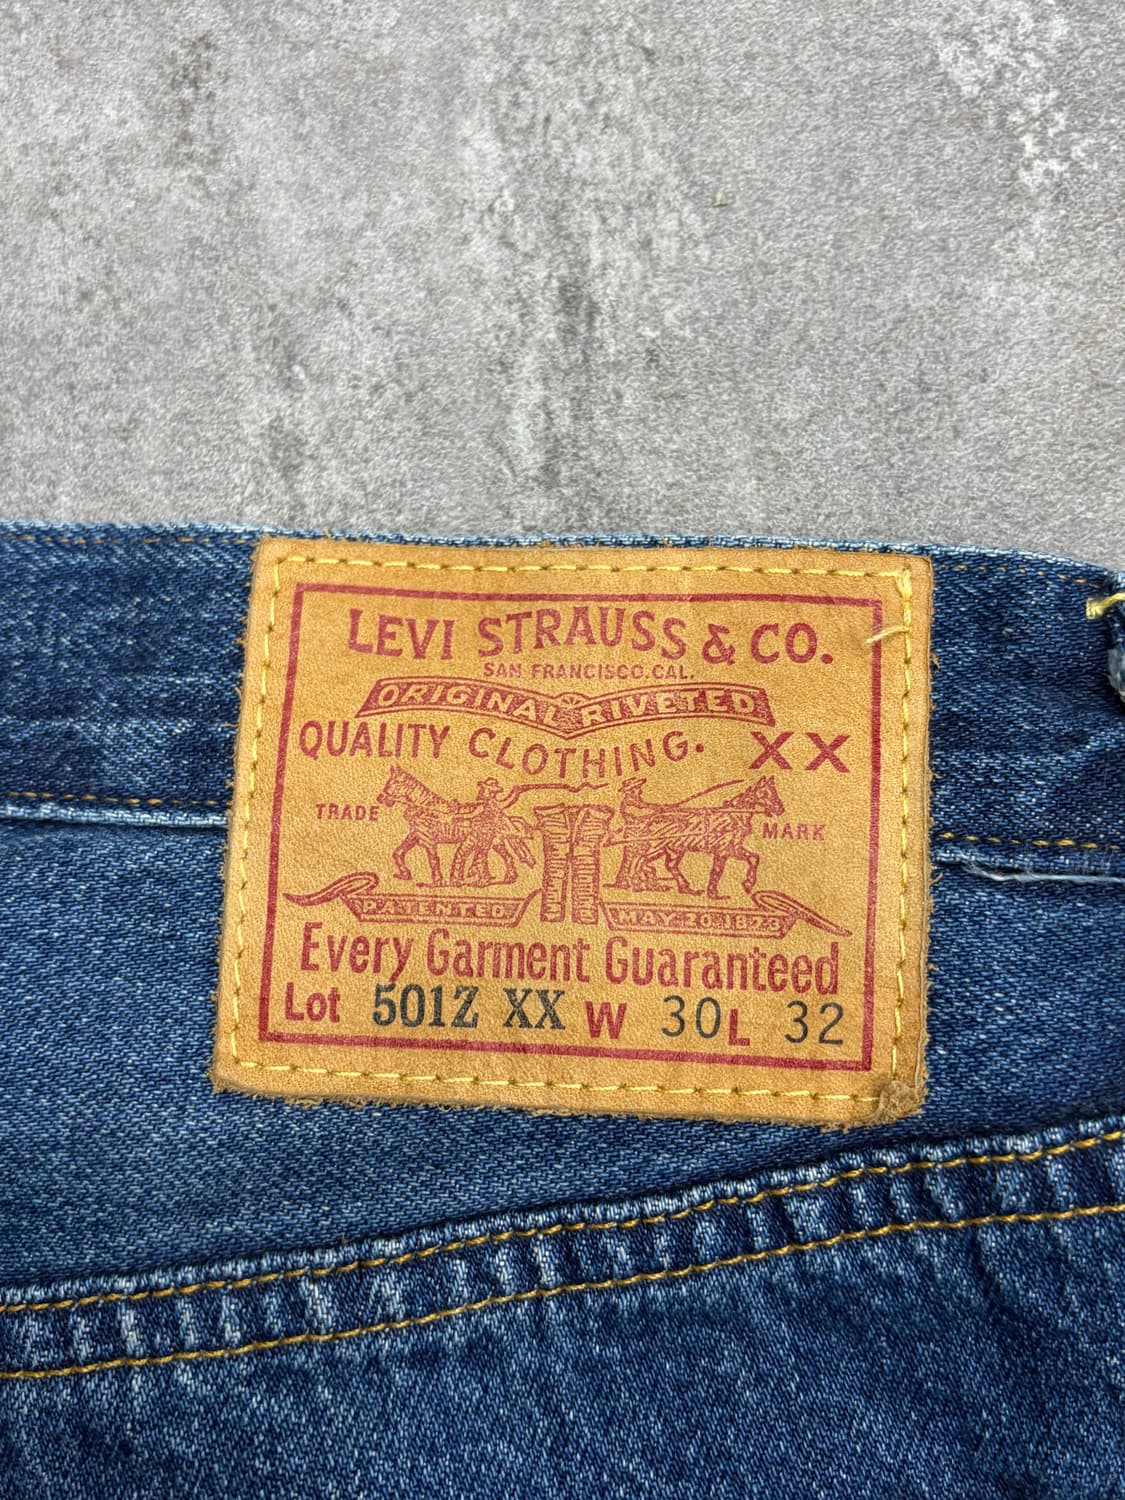 LEVI STRAUSS & CO.
SAN FRANCISCO.CAL.
ORIGINAL RIVETED
QUALITY CLOTHING. XX
TRADE MARK
PATENTED MAY 20 1873
Every Garment Guaranteed
Lot 501Z XX W 30 L 32